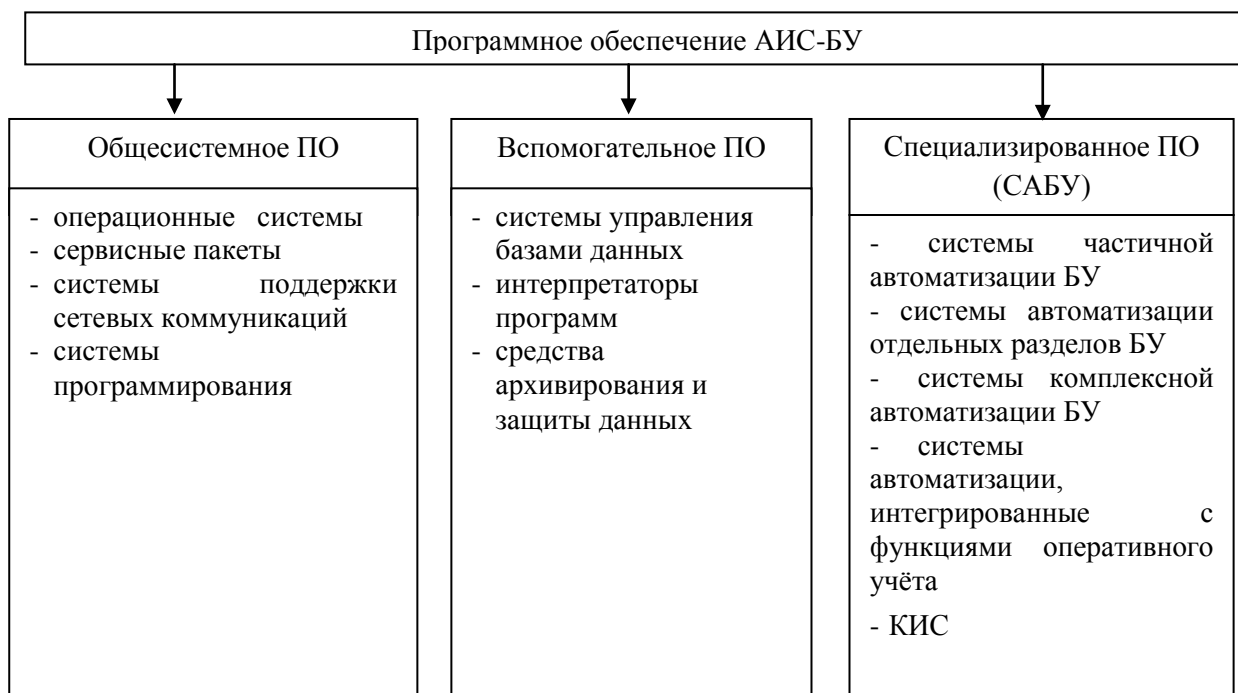 Программное обеспечение АИС-БУ
Общесистемное ПО
- операционные системы
- сервисные пакеты
- системы поддержки
сетевых коммуникаций
- системы
программирования
Вспомогательное ПО
- системы управления
базами данных
- интерпретаторы
программ
- средства
архивирования и
защиты данных
Специализированное ПО
(САБУ)
- системы частичной
автоматизации БУ
- системы автоматизации
отдельных разделов БУ
- системы комплексной
автоматизации БУ
- системы
автоматизации,
интегрированные с
функциями оперативного
учёта
- КИС